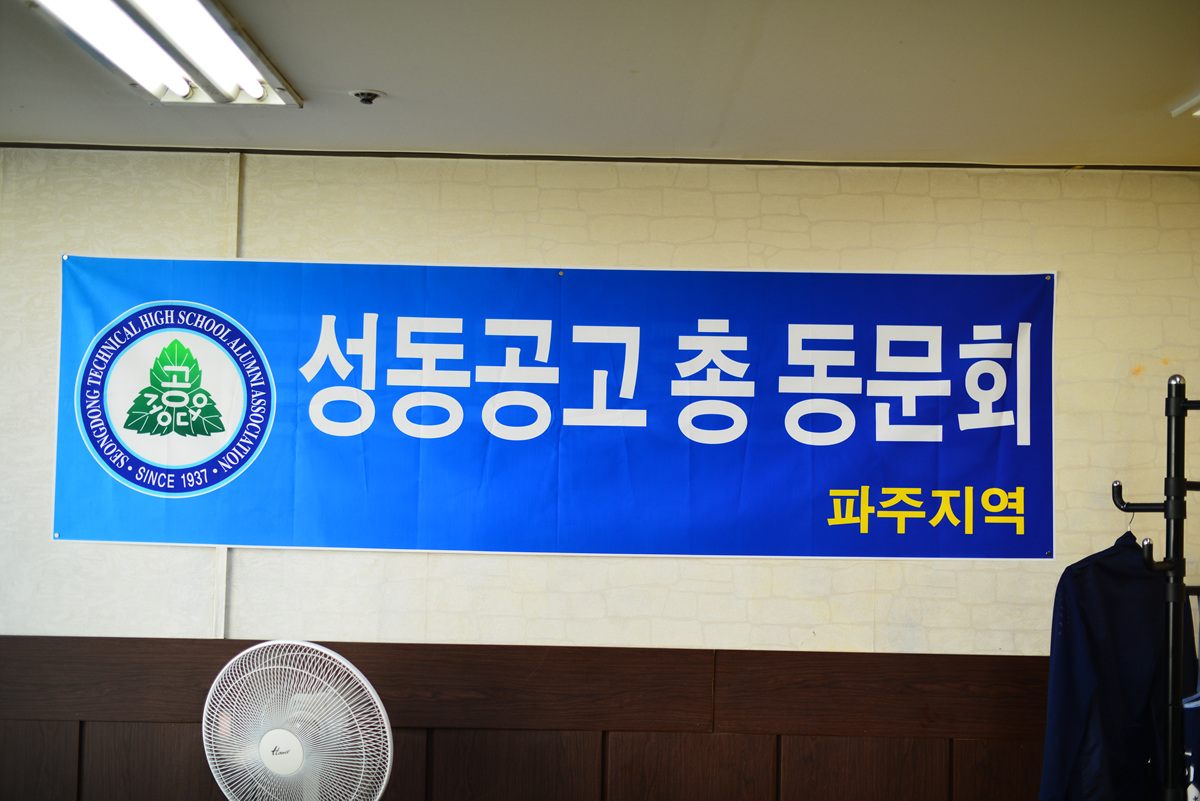 SEONGDONG TECHNICAL HIGH SCHOOL ALUMNI ASSOCIATION
• SINCE 1937 •
성동공고 총 동문회
파주지역